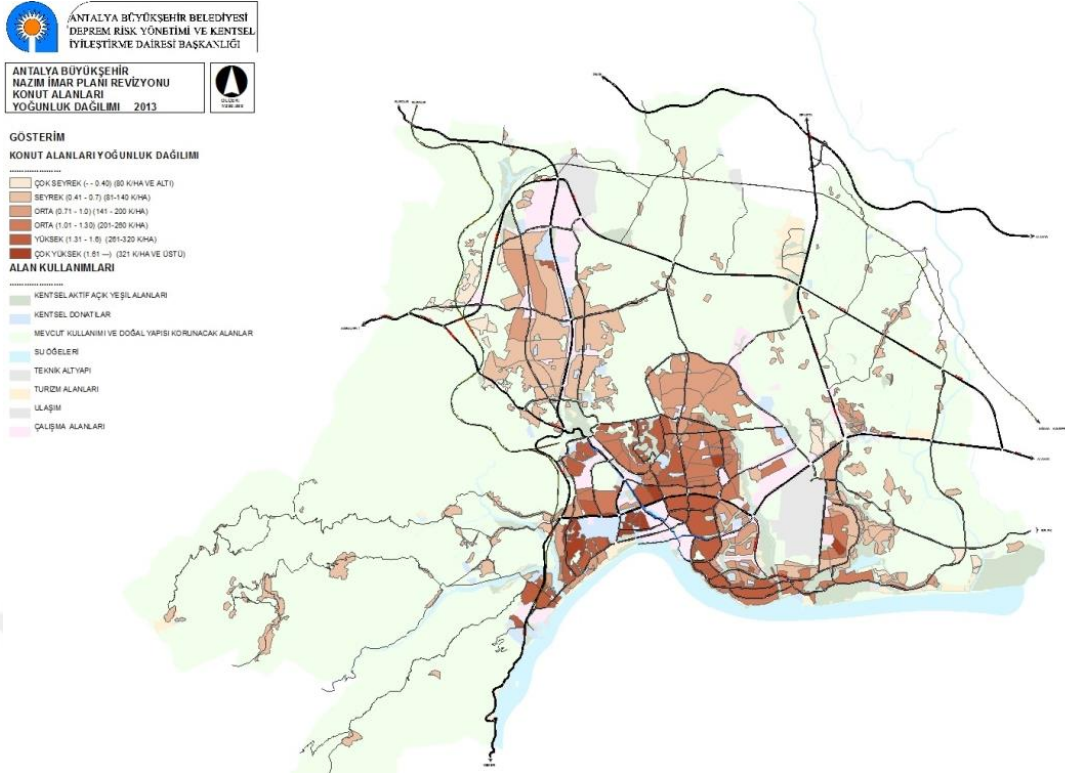 ANTALYA BÜYÜKŞEHİR BELEDİYESİ
DEPREM RİSK YÖNETİMİ VE KENTSEL
İYİLEŞTİRME DAİRESİ BAŞKANLIĞI
ANTALYA BÜYÜKŞEHİR
NAZIM İMAR PLANI REVİZYONU
KONUT ALANLARI
YOĞUNLUK DAĞILIMI 2013
GÖSTERİM
KONUT ALANLARI YOĞUNLUK DAĞILIMI
ÇOK SEYREK (- - 0.40) (80 K/HA VE ALTI)
SEYREK (0.41 - 0.7) (81-140 K/HA)
ORTA (0.71 - 1.0) (141 - 200 K/HA)
ORTA (1.01 - 1.30) (201-260 K/HA)
YÜKSEK (1.31 - 1.6) (261-320 K/HA)
ÇOK YÜKSEK (1.61 ---) (321 K/HA VE ÜSTÜ)
ALAN KULLANIMLARI
KENTSEL AKTİF AÇIK YEŞİL ALANLARI
KENTSEL DONATILAR
MEVCUT KULLANIMI VE DOĞAL YAPISI KORUNACAK ALANLAR
SU ÖĞELERİ
TEKNİK ALTYAPI
TURİZM ALANLARI
ULAŞIM
ÇALIŞMA ALANLARI